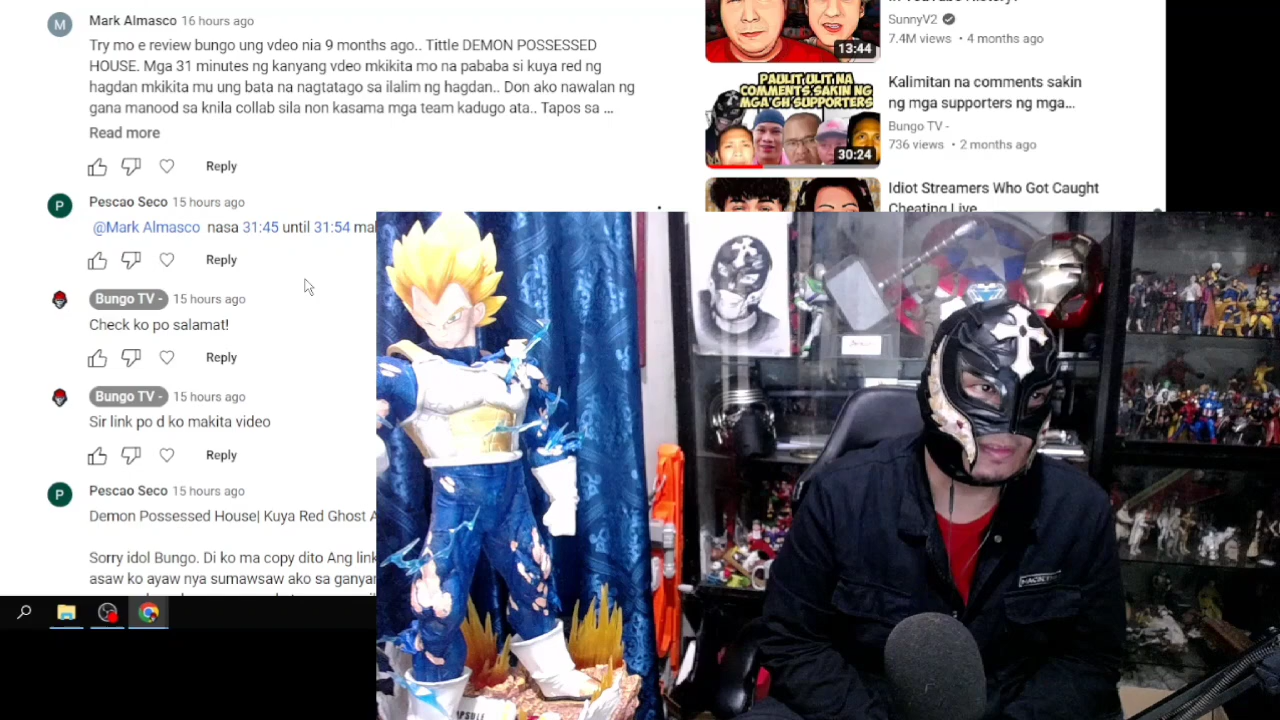 Mark Almasco 16 hours ago
Try mo e review bungo ung vdeo nia 9 months ago.. Tittle DEMON POSSESSED
HOUSE. Mga 31 minutes ng kanyang vdeo mkikita mo na pababa si kuya red ng
hagdan mkikita mu ung bata na nagtatago sa ilalim ng hagdan.. Don ako nawalan ng
gana manood sa knila collab sila non kasama mga team kadugo ata.. Tapos sa ...
Read more
Reply
P
Pescao Seco 15 hours ago
@Mark Almasco nasa 31:45 until 31:54
Reply
Bungo TV - 15 hours ago
Check ko po salamat!
Reply
Bungo TV - 15 hours ago
Sir link po d ko makita video
Reply
P
Pescao Seco 15 hours ago
Demon Possessed House| Kuya Red Ghost
Sorry idol Bungo. Di ko ma copy dito Ang link
asaw ko ayaw nya sumawsaw ako sa ganyan
M
SunnyV2
7.4M views • 4 months ago
13:44
PAULIT ULIT NA
COMMENTS SAKIN NG
MGA GH SUPPORTERS
30:24
Kalimitan na comments sakin
ng mga supporters ng mga...
Bungo TV -
736 views • 2 months ago
Idiot Streamers Who Got Caught
Cheating Live